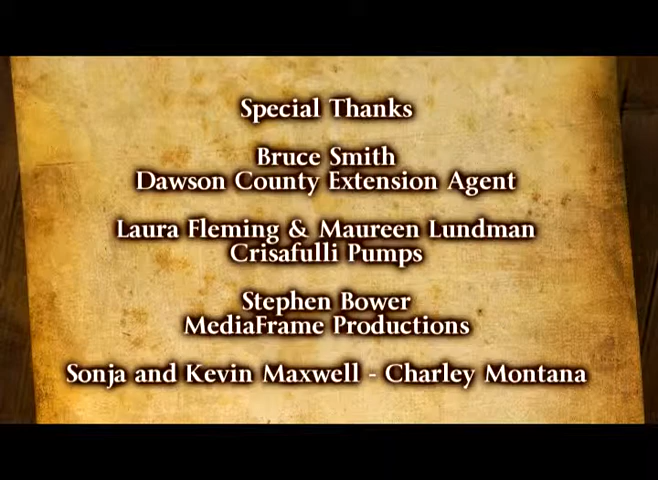 Special Thanks
Bruce Smith
Dawson County Extension Agent
Laura Fleming & Maureen Lundman
Crisafulli Pumps
Stephen Bower
MediaFrame Productions
Sonja and Kevin Maxwell - Charley Montana